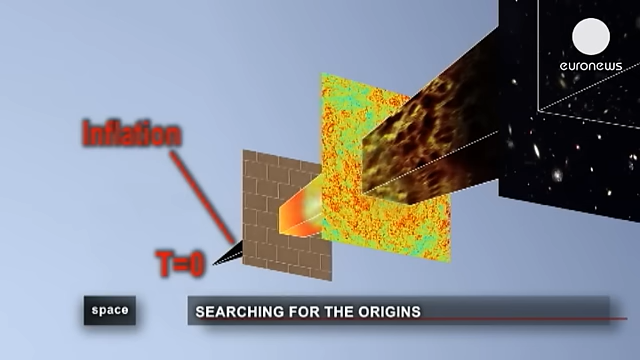 euronews
Inflation
T=0
space
SEARCHING FOR THE ORIGINS